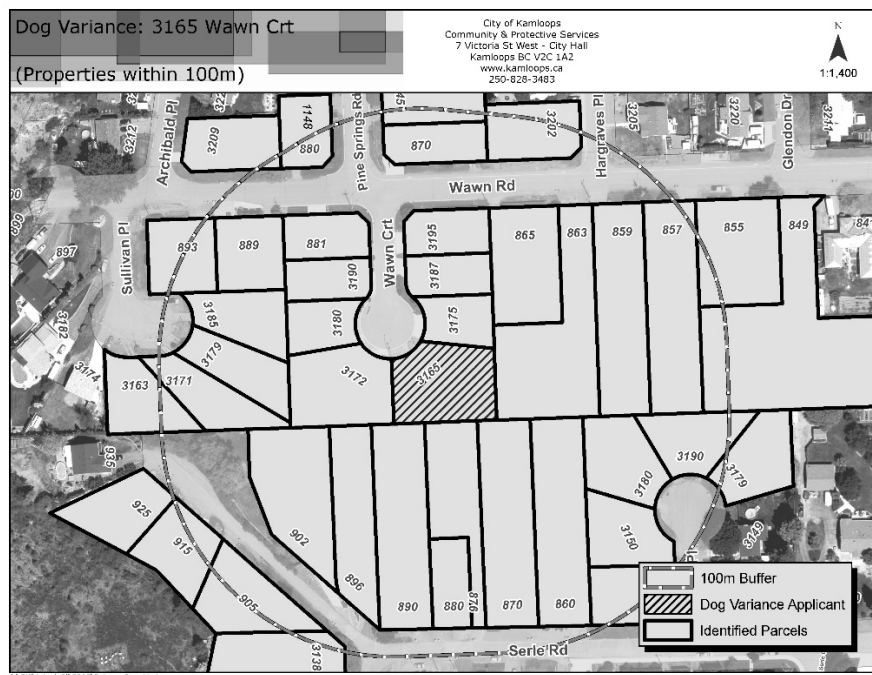 Dog Variance: 3165 Wawn Crt
(Properties within 100m)
City of Kamloops
Community & Protective Services
7 Victoria St West - City Hall
Kamloops BC V2C 1A2
www.kamloops.ca
250-828-3483
N
1:1,400
3212
Archibald Pl
3209
1148
880
Pine Springs Rd
870
3202
Hargraves Pl
3205
3220
Glendon Dr
3211
Wawn Rd
899
897
Sullivan Pl
893
889
881
Wawn Crt
3195
865
863
859
857
855
849
3190
3187
3182
3185
3180
3175
3174
3179
3163
3171
3172
3165
935
925
915
905
902
896
890
880
876
870
860
3190
3180
3179
3150
3149
Pl
3138
Serle Rd
100m Buffer
Dog Variance Applicant
Identified Parcels